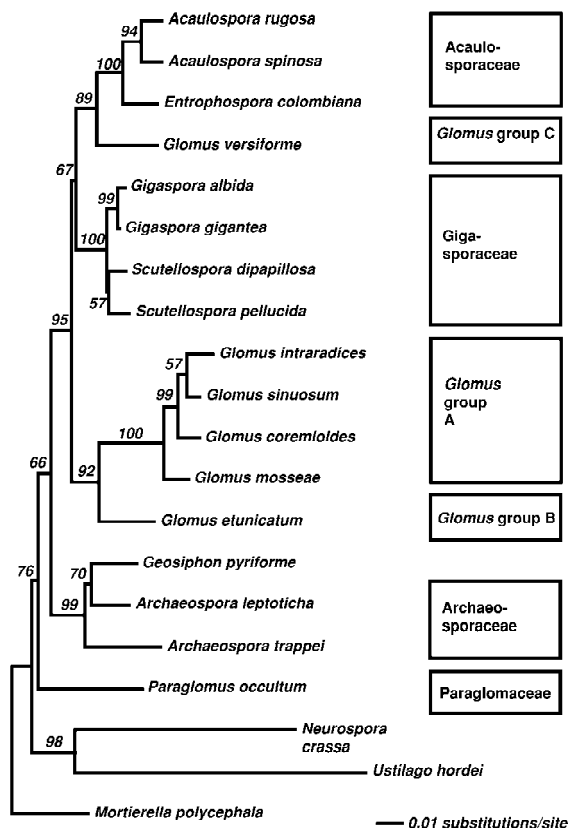 94
Acaulospora rugosa
Acaulo-
sporaceae
100
Acaulospora spinosa
89
Entrophospora colombiana
Glomus versiforme
Glomus group C
67
99
Gigaspora albida
Giga-
sporaceae
100
Gigaspora gigantea
Scutellospora dipapillosa
57
Scutellospora pellucida
95
57
Glomus intraradices
Glomus
group
A
99
Glomus sinuosum
100
Glomus coremloides
Glomus mosseae
66
92
Glomus etunicatum
Glomus group B
76
70
Geosiphon pyriforme
99
Archaeospora leptoticha
Archaeo-
sporaceae
Archaeospora trappei
Paraglomus occultum
Paraglomaceae
98
Neurospora
crassa
Ustilago hordei
Mortierella polycephala
0.01 substitutions/site